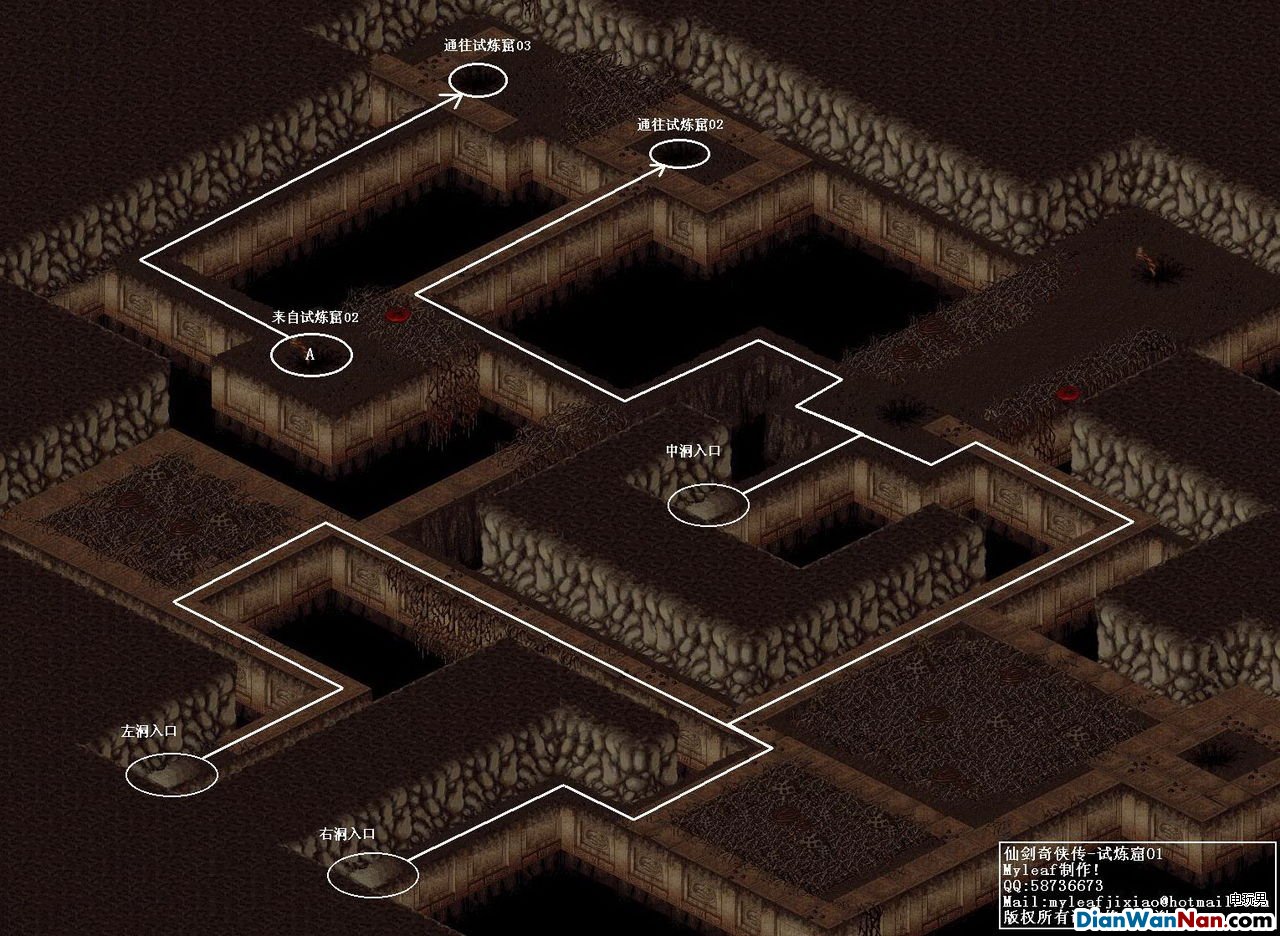 通往试炼窟03
通往试炼窟02
来自试炼窟02
A
中洞入口
左洞入口
右洞入口
仙剑奇侠传-试炼窟01
Myleaf制作!
QQ:58736673
Mail:myleafjixiao@hotmail
电玩男
版权所有
DianWanNan.com